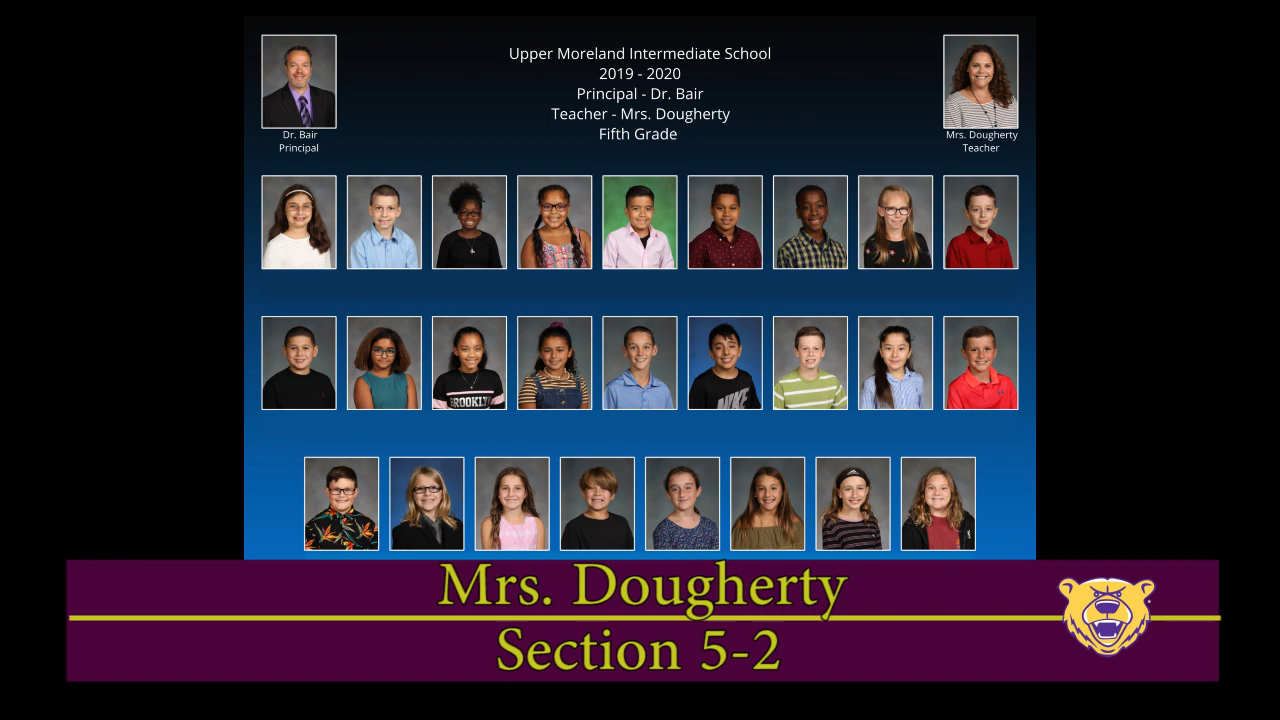 Upper Moreland Intermediate School
2019 - 2020
Principal - Dr. Bair
Teacher - Mrs. Dougherty
Fifth Grade
Dr. Bair
Principal
Mrs. Dougherty
Teacher
NIKE
Mrs. Dougherty
Section 5-2